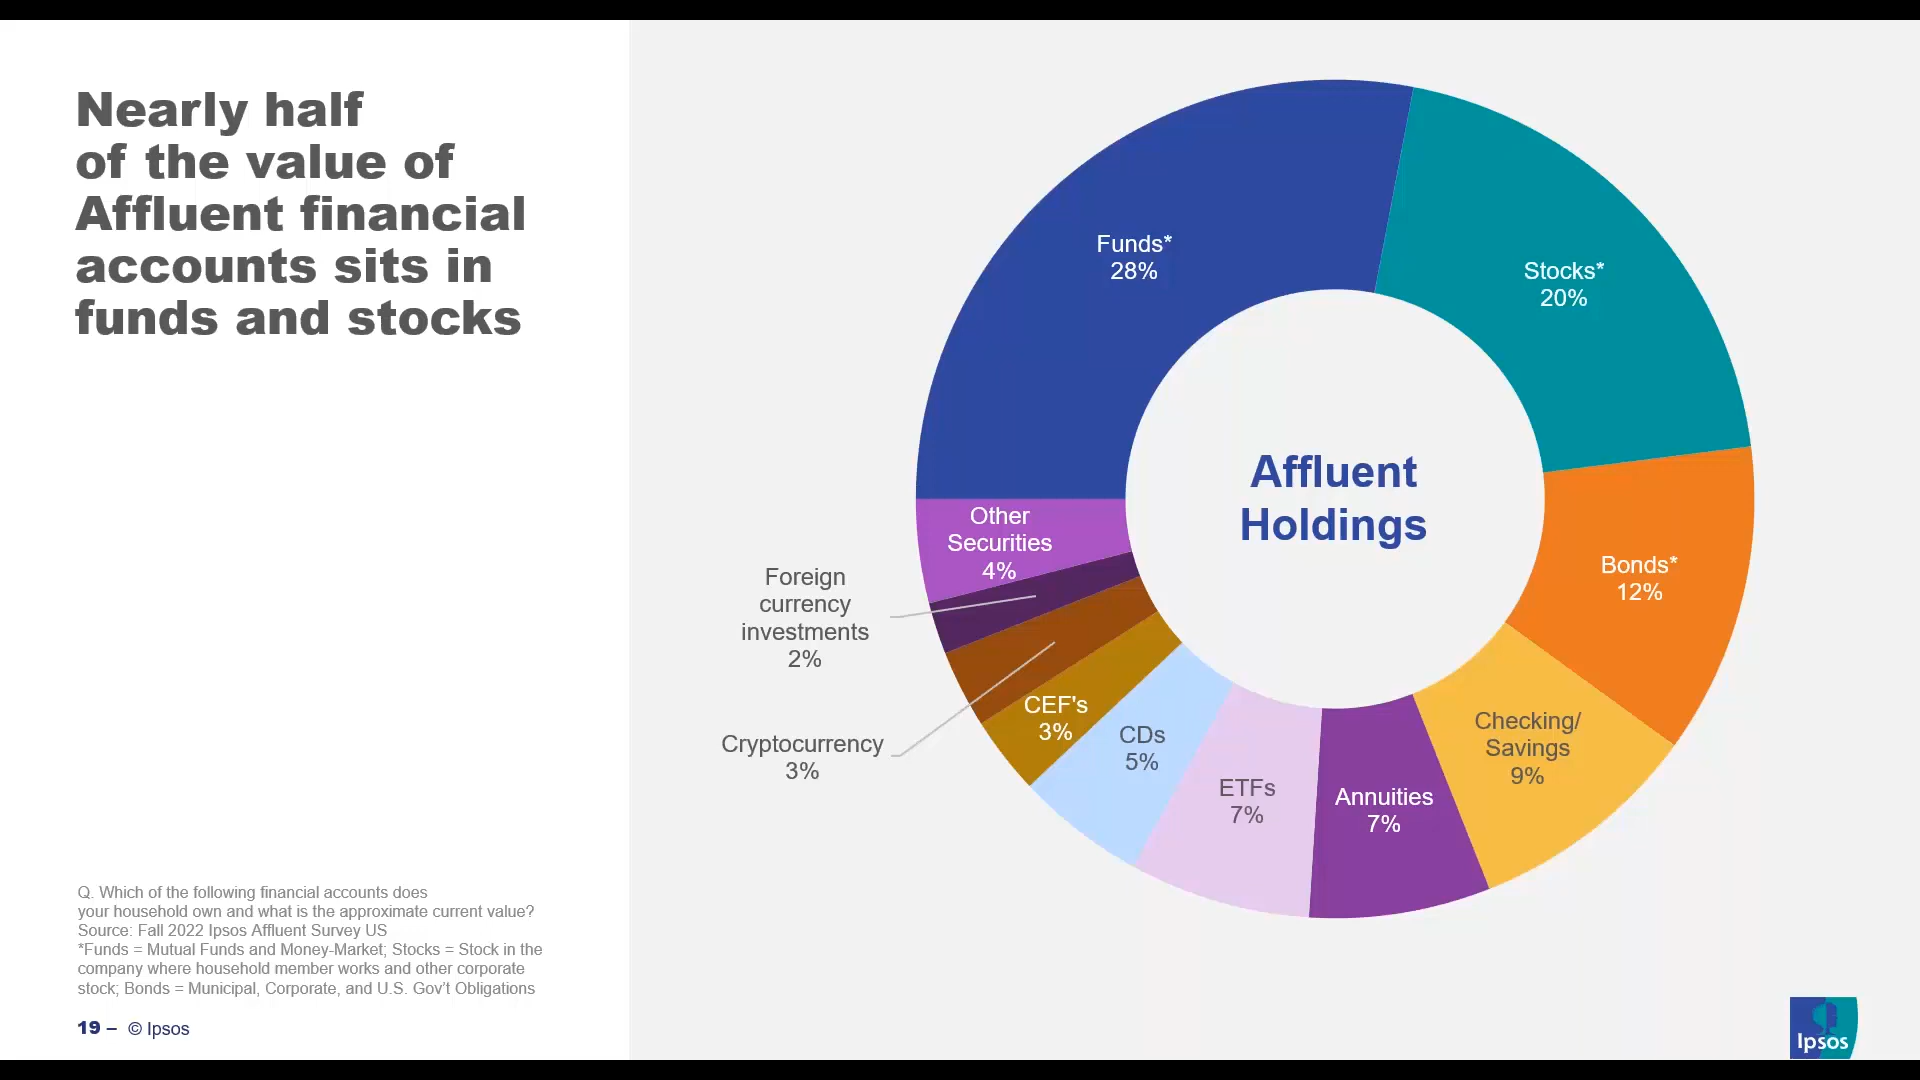 Nearly half
of the value of
Affluent financial
accounts sits in
funds and stocks
Funds*
28%
Stocks*
20%
Bonds*
12%
Checking/
Savings
9%
Annuities
7%
ETFs
7%
CDs
5%
CEF's
3%
Cryptocurrency
3%
Foreign
currency
investments
2%
Other
Securities
4%
Affluent
Holdings
Q. Which of the following financial accounts does
your household own and what is the approximate current value?
Source: Fall 2022 Ipsos Affluent Survey US
*Funds = Mutual Funds and Money-Market; Stocks = Stock in the
company where household member works and other corporate
stock; Bonds = Municipal, Corporate, and U.S. Gov’t Obligations
19 – © Ipsos
Ipsos